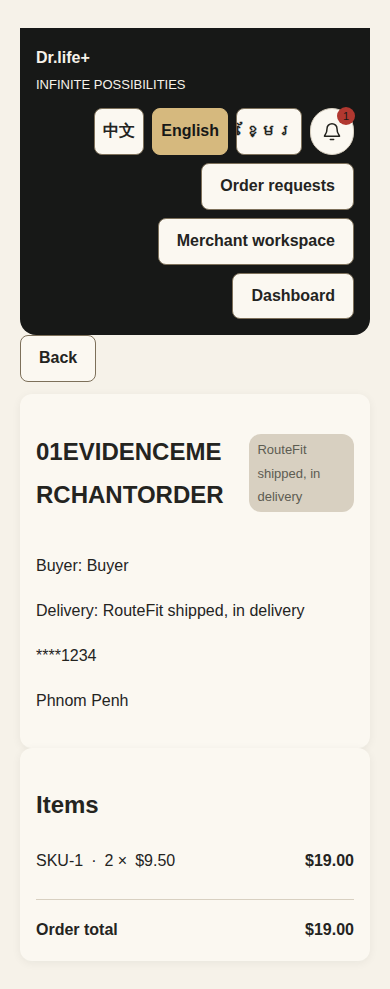 Dr.life+
INFINITE POSSIBILITIES
中文 English ខ្មែរ 1
Order requests
Merchant workspace
Dashboard
Back
01EVIDENCEME
RCHANTORDER
RouteFit
shipped, in
delivery
Buyer: Buyer
Delivery: RouteFit shipped, in delivery
****1234
Phnom Penh
Items
SKU-1 · 2 × $9.50 $19.00
Order total $19.00